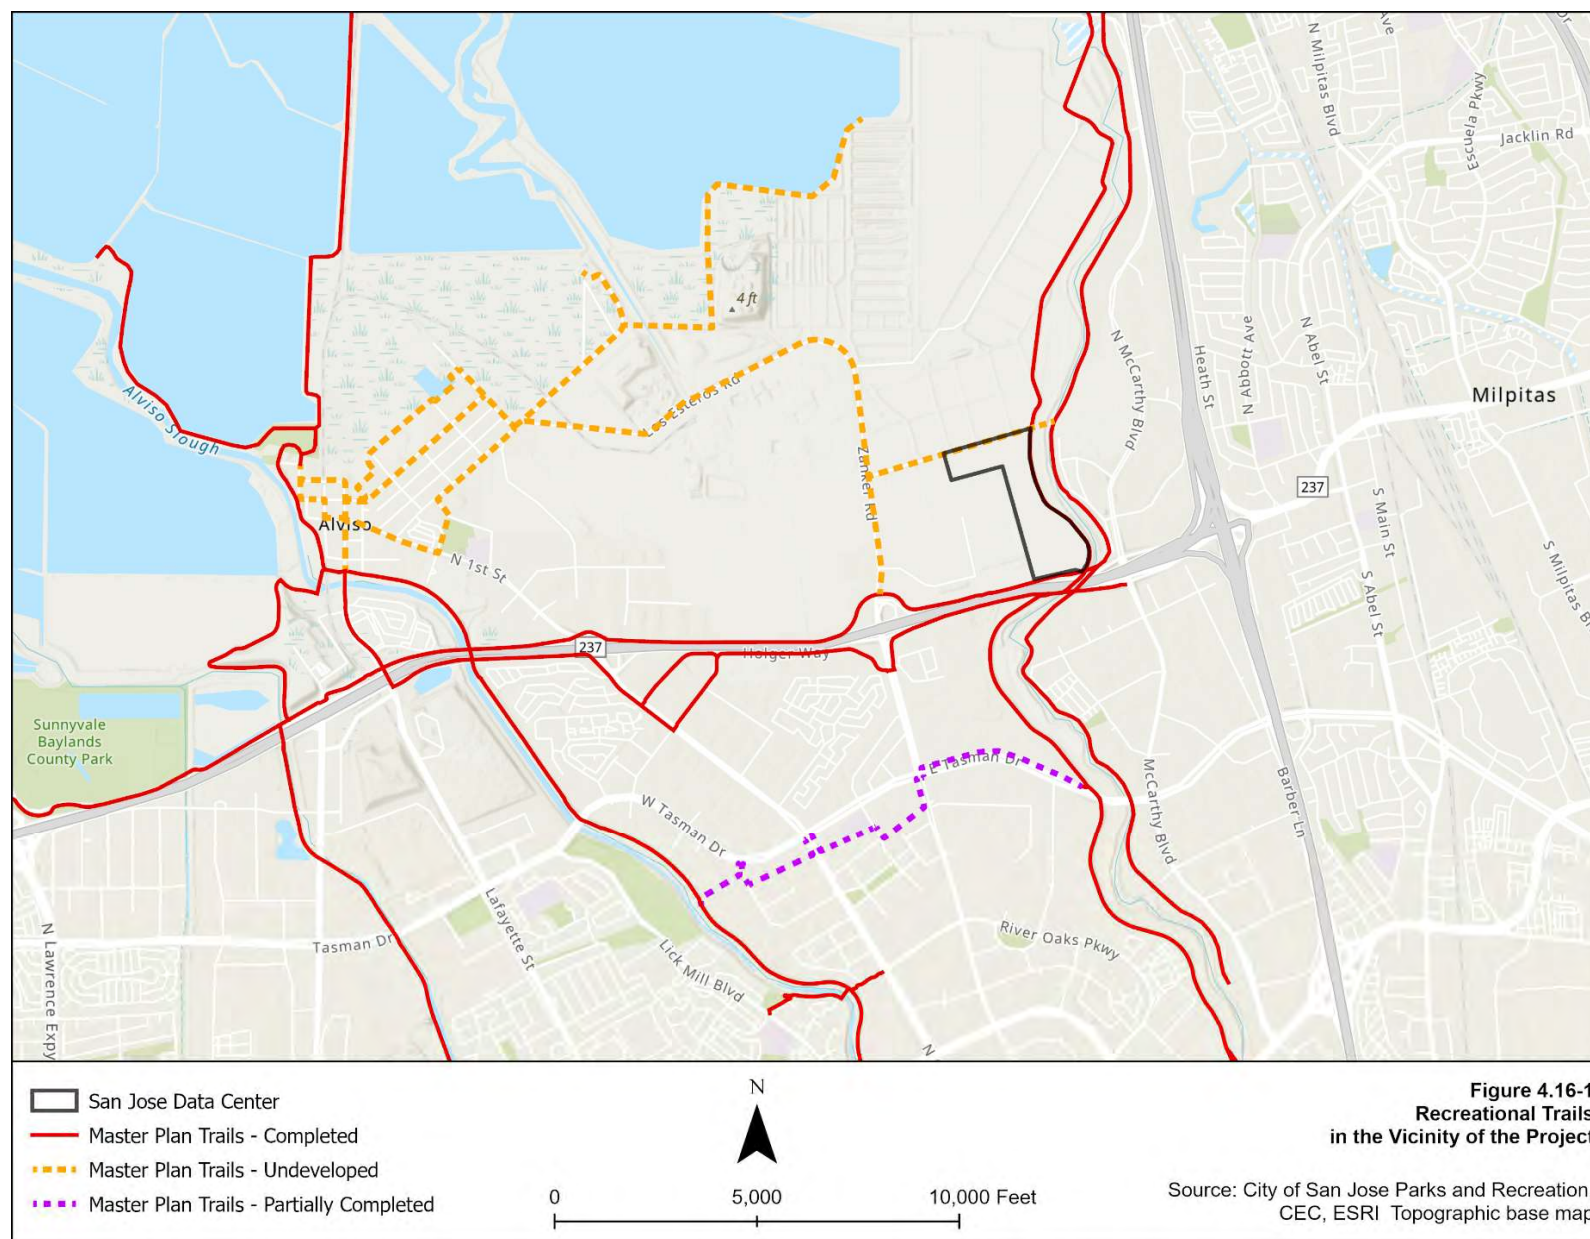 N Milpitas Blvd
Ave
Dr
Escuela Pkwy
Jacklin Rd
4 ft
Alviso Slough
Los Esteros Rd
N McCarthy Blvd
Heath St
N Abbott Ave
N Abel St
Milpitas
Zanker Rd
237
Alviso
N 1st St
S Main St
S Abel St
S Milpitas Bl
237
Holger Way
Sunnyvale
Baylands
County Park
E Tasman Dr
McCarthy Blvd
Barber Ln
W Tasman Dr
Lafayette St
N Lawrence Expy
Tasman Dr
Lick Mill Blvd
River Oaks Pkwy
N
San Jose Data Center
Master Plan Trails - Completed
Master Plan Trails - Undeveloped
Master Plan Trails - Partially Completed
N
0 5,000 10,000 Feet
Figure 4.16-1
Recreational Trails
in the Vicinity of the Project
Source: City of San Jose Parks and Recreation,
CEC, ESRI Topographic base map